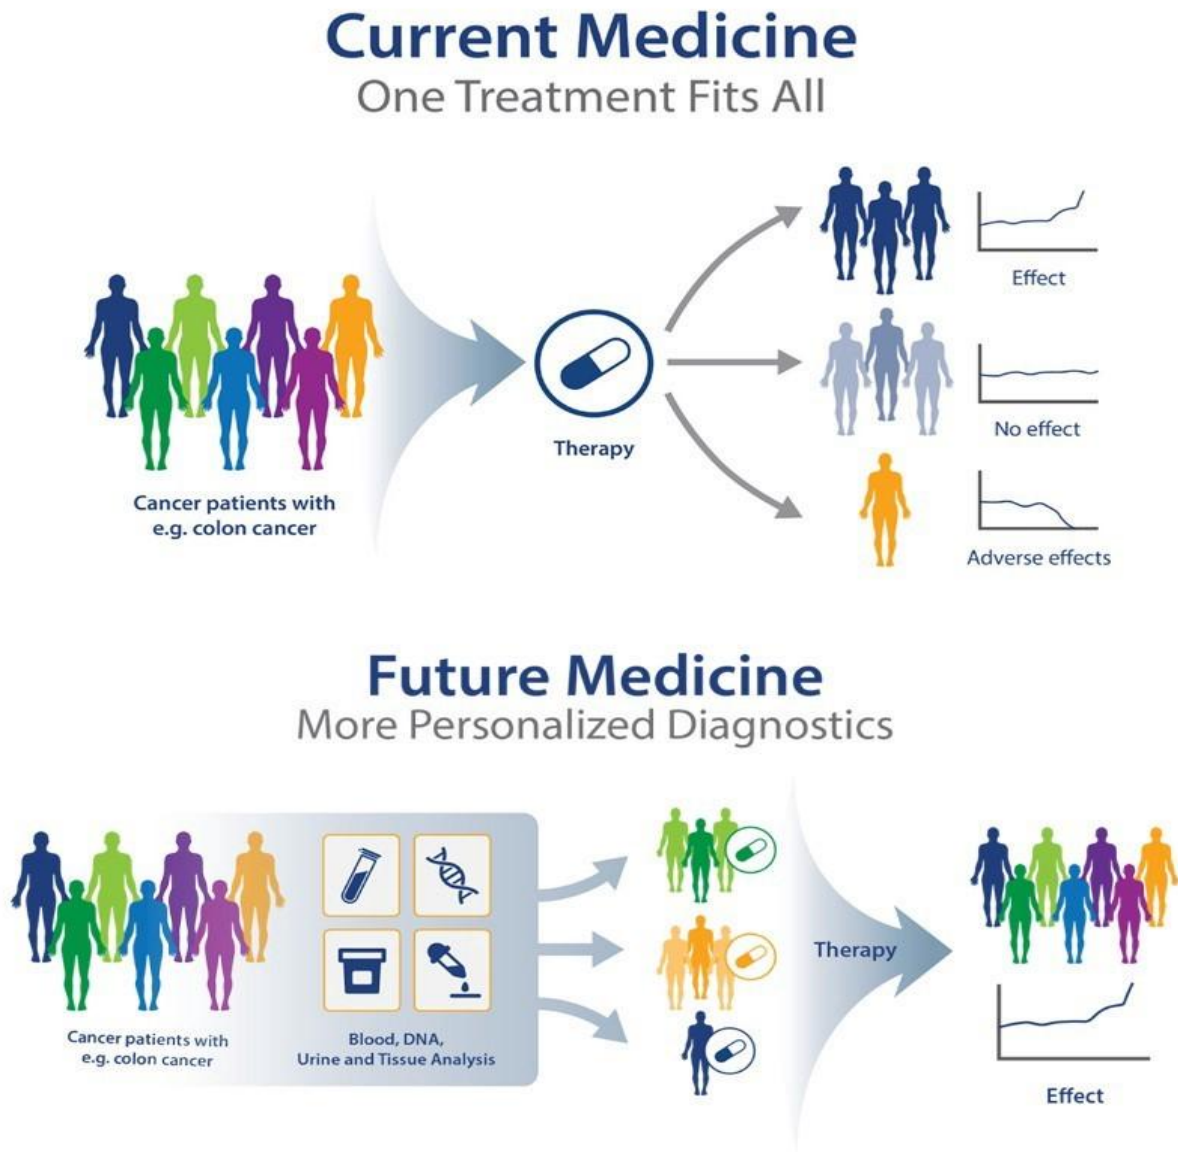 Current Medicine
One Treatment Fits All
Effect
No effect
Therapy
Cancer patients with
e.g. colon cancer
Adverse effects
Future Medicine
More Personalized Diagnostics
Therapy
Cancer patients with
e.g. colon cancer
Blood, DNA,
Urine and Tissue Analysis
Effect